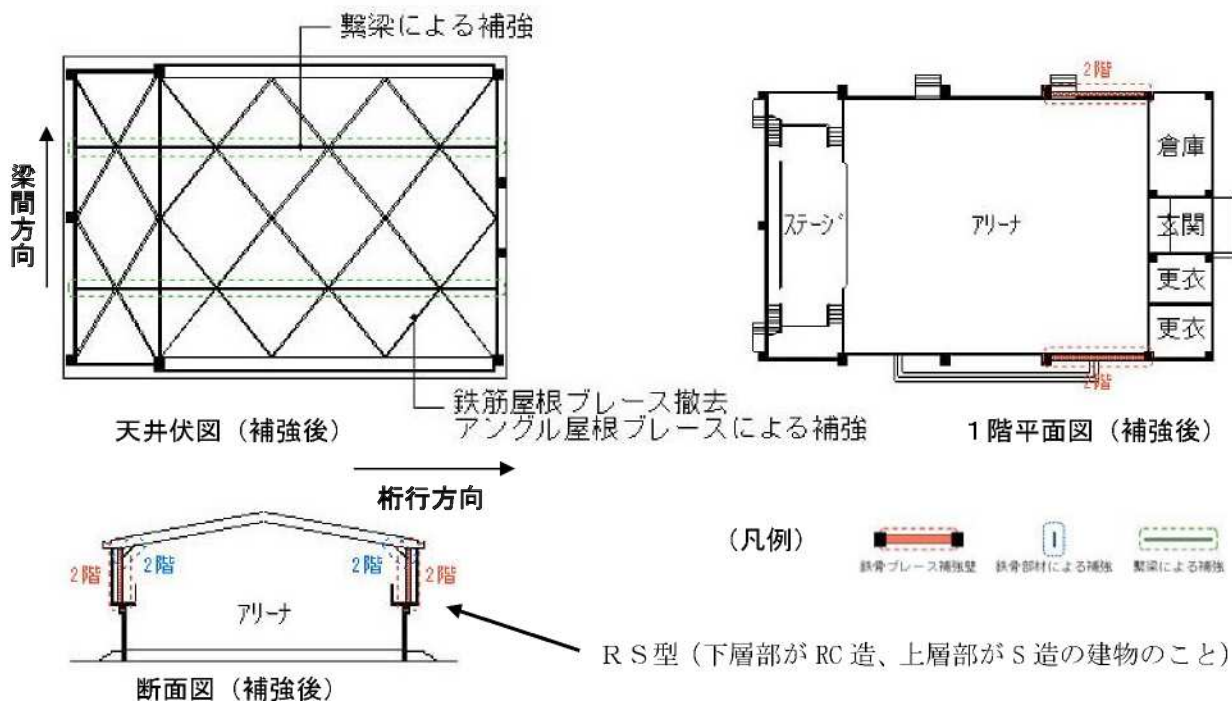 繋梁による補強
梁間方向
鉄筋屋根ブレース撤去
アングル屋根ブレースによる補強
天井伏図（補強後）
桁行方向
2階
ステージ
アリーナ
倉庫
玄関
更衣
更衣
2階
1階平面図（補強後）
2階
2階
2階
2階
アリーナ
断面図（補強後）
（凡例）
鉄骨ブレース補強壁
鉄骨部材による補強
繋梁による補強
ＲＳ型（下層部がRC造、上層部がS造の建物のこと）